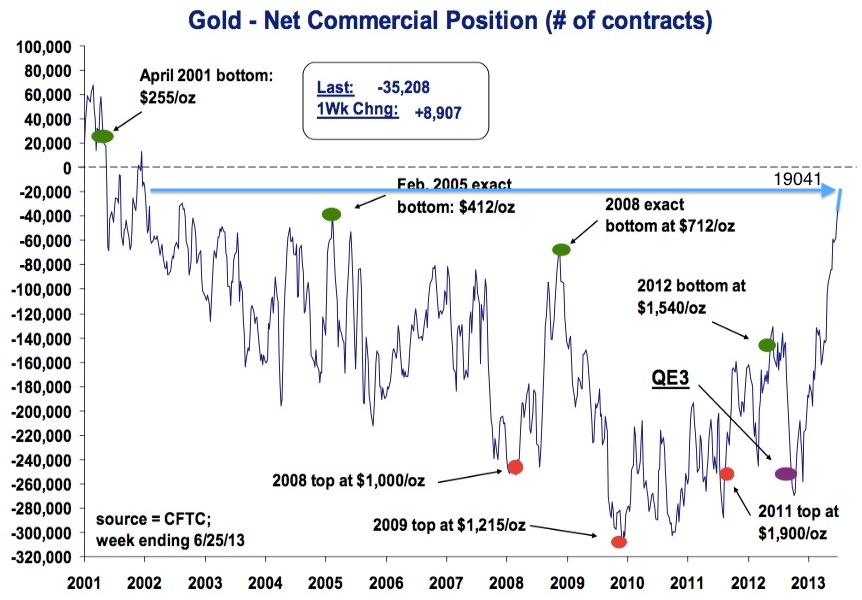 Gold - Net Commercial Position (# of contracts)
100,000
80,000
60,000
40,000
20,000
0
-20,000
-40,000
-60,000
-80,000
-100,000
-120,000
-140,000
-160,000
-180,000
-200,000
-220,000
-240,000
-260,000
-280,000
-300,000
-320,000
April 2001 bottom:
$255/oz
Last: -35,208
1Wk Chng: +8,907
19041
Feb. 2005 exact
bottom: $412/oz
2008 exact
bottom at $712/oz
2012 bottom at
$1,540/oz
QE3
2008 top at $1,000/oz
2009 top at $1,215/oz
2011 top at
$1,900/oz
source = CFTC;
week ending 6/25/13
2001 2002 2003 2004 2005 2006 2007 2008 2009 2010 2011 2012 2013